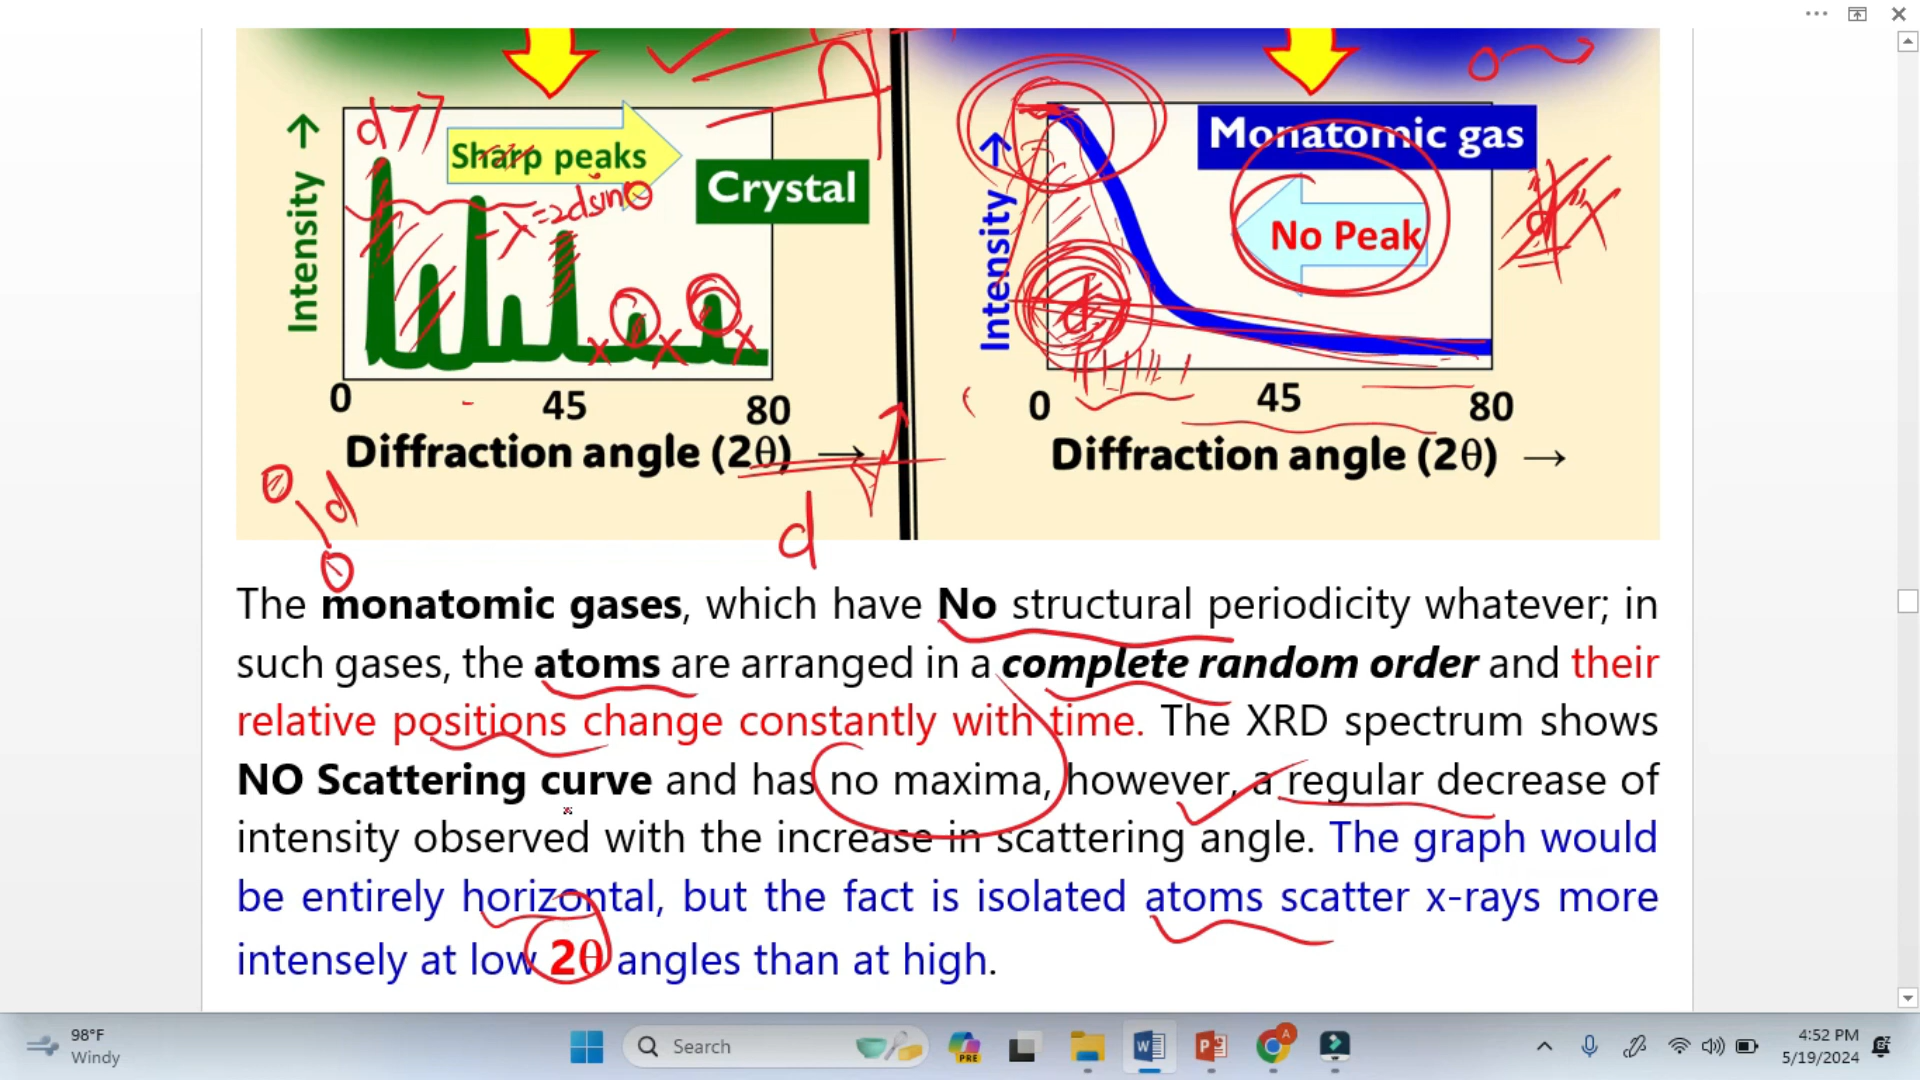 d77
Sharp peaks
λ=2dsinθ
Crystal
Intensity →
0
45
80
Diffraction angle (2θ) →
d
d
Monatomic gas
No Peak
d
d
Intensity →
0
45
80
Diffraction angle (2θ) →
The monatomic gases, which have No structural periodicity whatever; in
such gases, the atoms are arranged in a complete random order and their
relative positions change constantly with time. The XRD spectrum shows
NO Scattering curve and has no maxima, however, a regular decrease of
intensity observed with the increase in scattering angle. The graph would
be entirely horizontal, but the fact is isolated atoms scatter x-rays more
intensely at low 2θ angles than at high.
98°F
Windy
Search
PRE
A
4:52 PM
5/19/2024